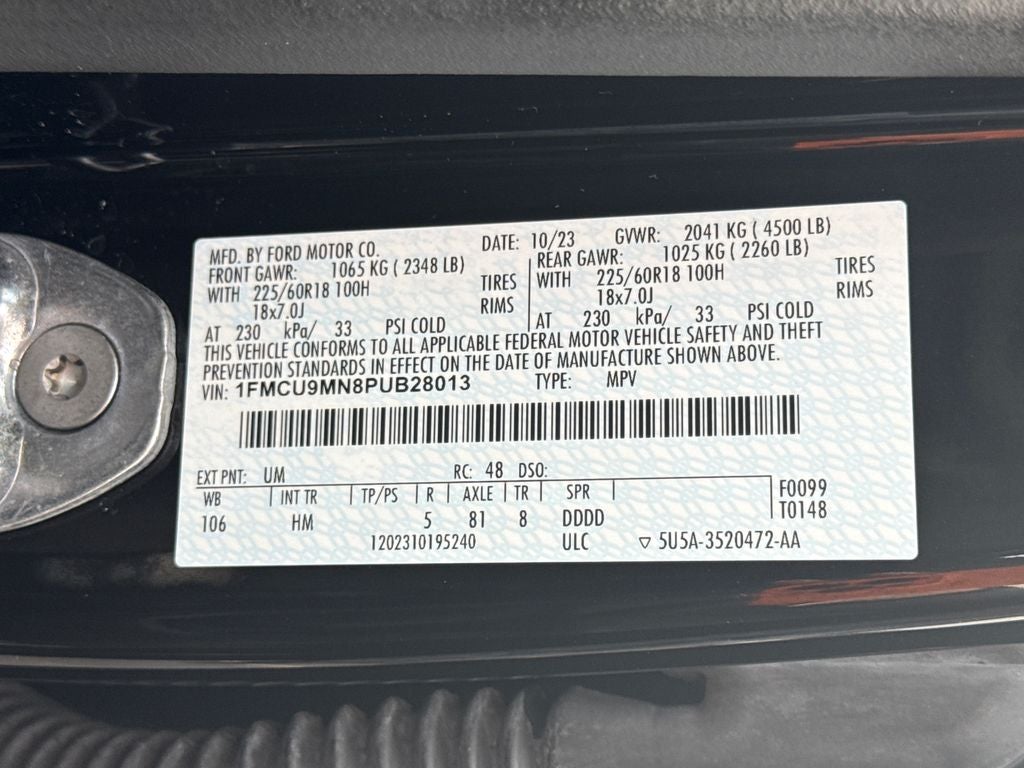 MFD. BY FORD MOTOR CO. DATE: 10/23 GVWR: 2041 KG ( 4500 LB)
FRONT GAWR: 1065 KG ( 2348 LB) REAR GAWR: 1025 KG ( 2260 LB)
WITH 225/60R18 100H TIRES WITH 225/60R18 100H TIRES
18x7.0J RIMS 18x7.0J RIMS
AT 230 kPa/ 33 PSI COLD AT 230 kPa/ 33 PSI COLD
THIS VEHICLE CONFORMS TO ALL APPLICABLE FEDERAL MOTOR VEHICLE SAFETY AND THEFT
PREVENTION STANDARDS IN EFFECT ON THE DATE OF MANUFACTURE SHOWN ABOVE.
VIN: 1FMCU9MN8PUB28013 TYPE: MPV
EXT PNT: UM RC: 48 DSO:
WB INT TR TP/PS R AXLE TR SPR F0099
106 HM 5 81 8 DDDD T0148
1202310195240 ULC ▽ 5U5A-3520472-AA